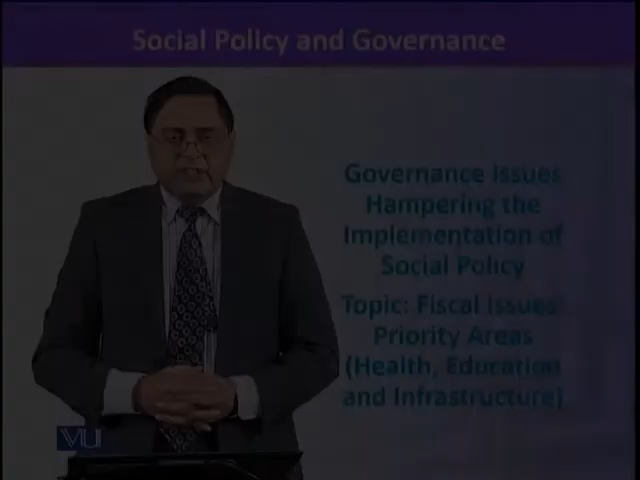 Social Policy and Governance
Governance Issues
Hampering the
Implementation of
Social Policy
Topic: Fiscal Issues'
Priority Areas
(Health, Education
and Infrastructure)
VU